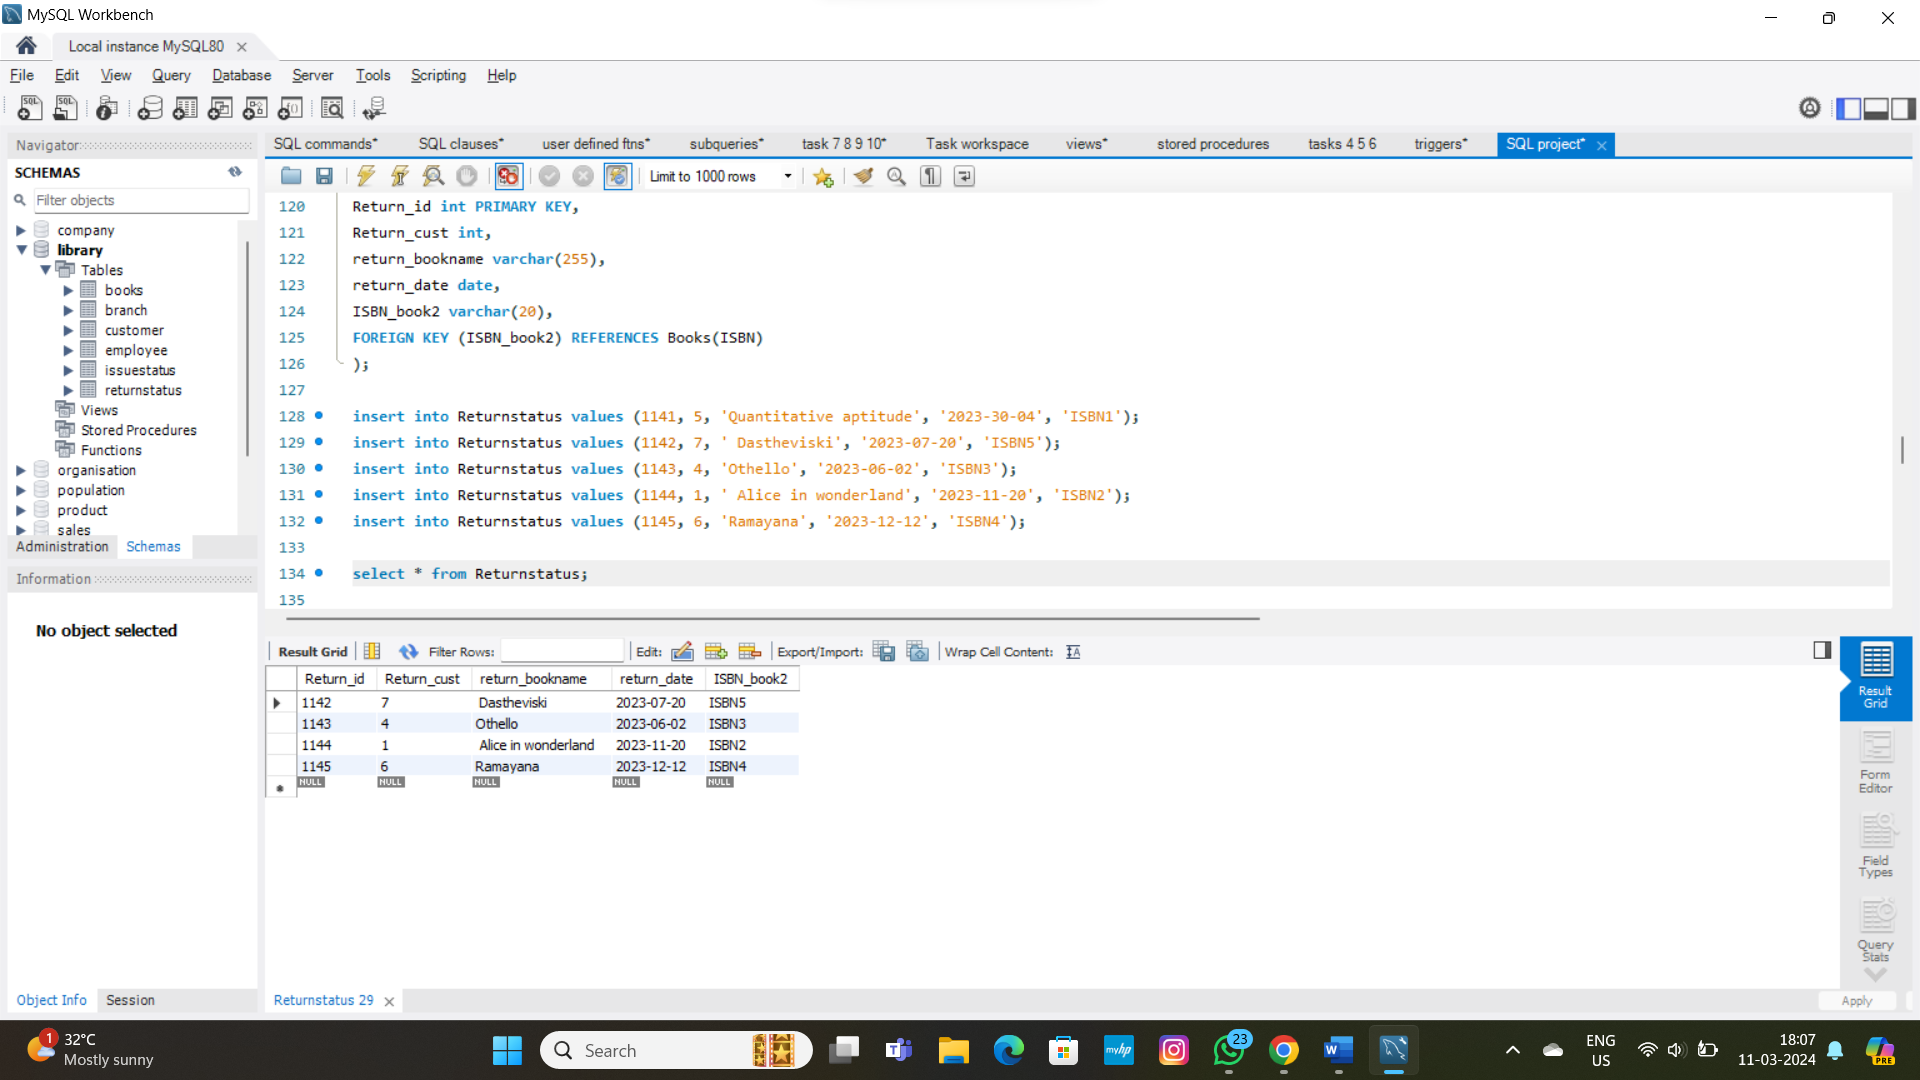 MySQL Workbench
Local instance MySQL80
File Edit View Query Database Server Tools Scripting Help
Navigator
SCHEMAS
Filter objects
company
library
Tables
books
branch
customer
employee
issuestatus
returnstatus
Views
Stored Procedures
Functions
organisation
population
product
sales
Administration Schemas
Information
No object selected
Object Info Session
SQL commands* SQL clauses* user defined ftns* subqueries* task 7 8 9 10* Task workspace views* stored procedures tasks 4 5 6 triggers* SQL project*
Limit to 1000 rows
120 Return_id int PRIMARY KEY,
121 Return_cust int,
122 return_bookname varchar(255),
123 return_date date,
124 ISBN_book2 varchar(20),
125 FOREIGN KEY (ISBN_book2) REFERENCES Books(ISBN)
126 );
127
128 insert into Returnstatus values (1141, 5, 'Quantitative aptitude', '2023-30-04', 'ISBN1');
129 insert into Returnstatus values (1142, 7, ' Dastheviski', '2023-07-20', 'ISBN5');
130 insert into Returnstatus values (1143, 4, 'Othello', '2023-06-02', 'ISBN3');
131 insert into Returnstatus values (1144, 1, ' Alice in wonderland', '2023-11-20', 'ISBN2');
132 insert into Returnstatus values (1145, 6, 'Ramayana', '2023-12-12', 'ISBN4');
133
134 select * from Returnstatus;
135
Result Grid Filter Rows: Edit: Export/Import: Wrap Cell Content:
Return_id Return_cust return_bookname return_date ISBN_book2
1142 7 Dastheviski 2023-07-20 ISBN5
1143 4 Othello 2023-06-02 ISBN3
1144 1 Alice in wonderland 2023-11-20 ISBN2
1145 6 Ramayana 2023-12-12 ISBN4
NULL NULL NULL NULL NULL
Result
Grid
Form
Editor
Field
Types
Query
Stats
Returnstatus 29
Apply
1
32°C
Mostly sunny
Search
T
myhp
23
W
ENG
US
18:07
11-03-2024
PRE